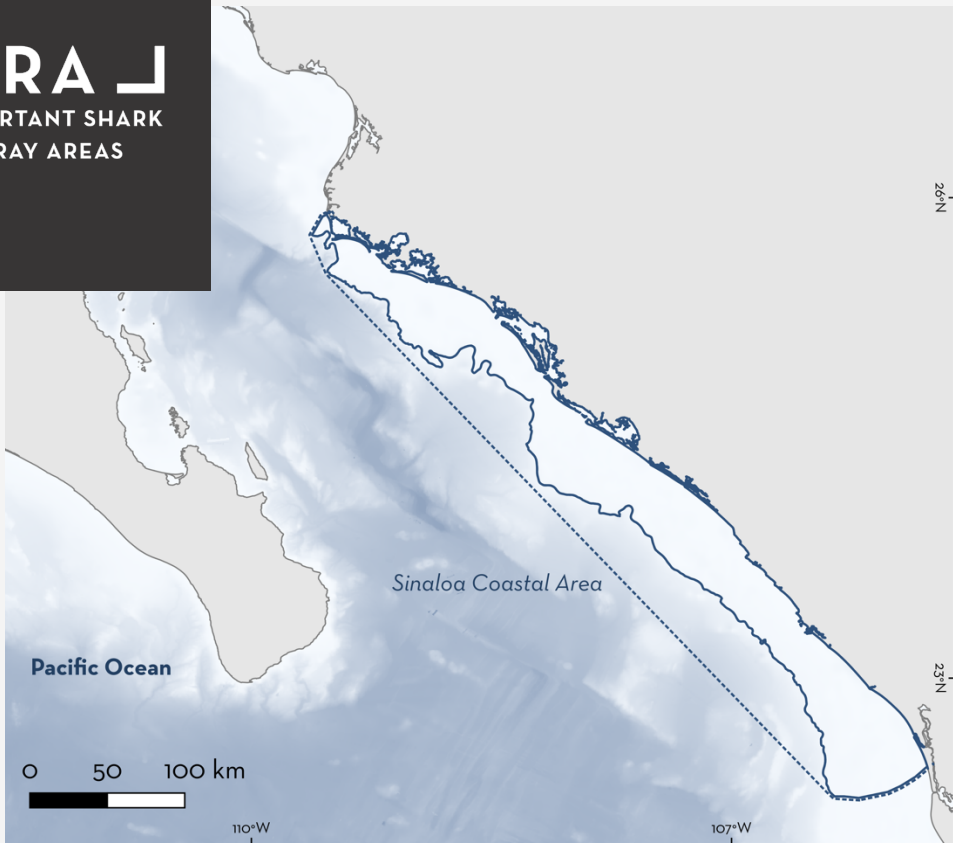 RA
RTANT SHARK
RAY AREAS
26°N
Sinaloa Coastal Area
Pacific Ocean
23°N
0 50 100 km
110°W 107°W